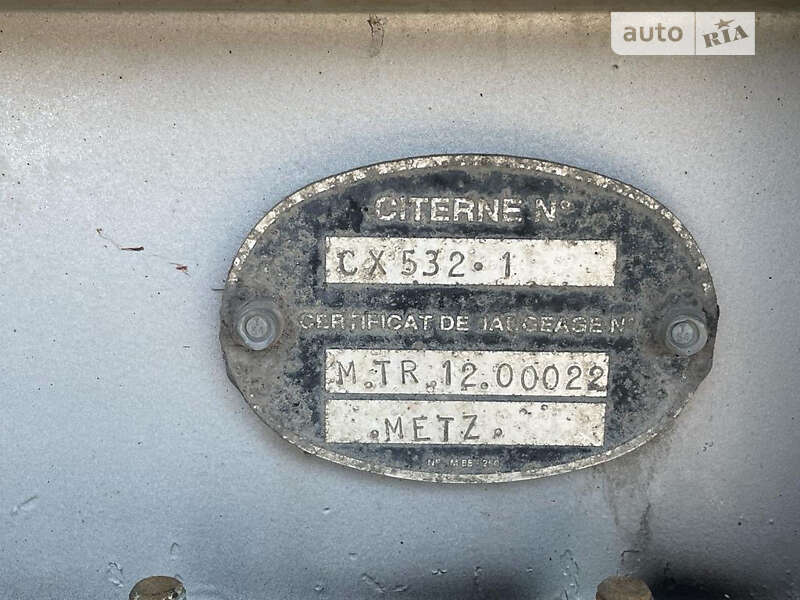 auto RIA
CITERNE N°
CX 532.1
CERTIFICAT DE JAUGEAGE N°
M.TR.12.00022
.METZ.